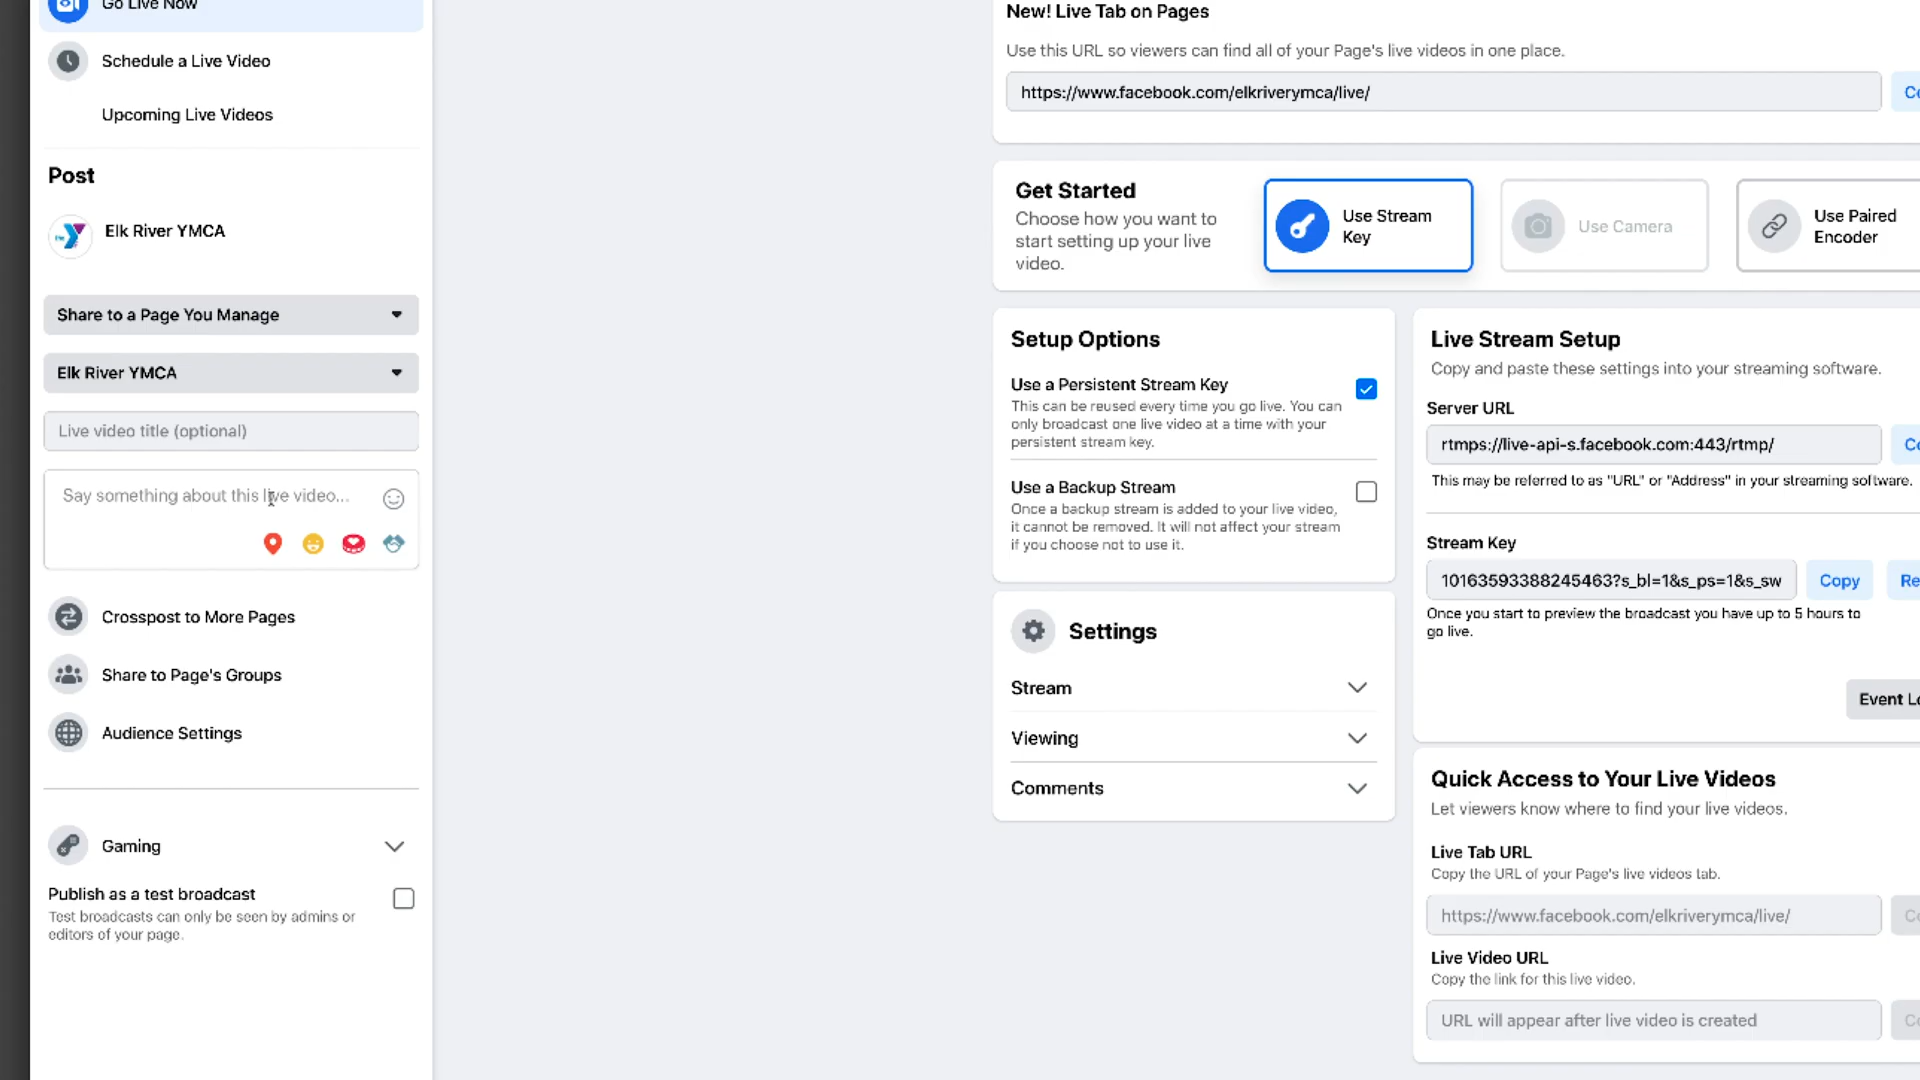 Go Live Now
Schedule a Live Video
Upcoming Live Videos
Post
Elk River YMCA
Share to a Page You Manage
Elk River YMCA
Live video title (optional)
Say something about this live video...
Crosspost to More Pages
Share to Page's Groups
Audience Settings
Gaming
Publish as a test broadcast
Test broadcasts can only be seen by admins or
editors of your page.
New! Live Tab on Pages
Use this URL so viewers can find all of your Page's live videos in one place.
https://www.facebook.com/elkriverymca/live/
Co
Get Started
Choose how you want to
start setting up your live
video.
Use Stream
Key
Use Camera
Use Paired
Encoder
Setup Options
Use a Persistent Stream Key
This can be reused every time you go live. You can
only broadcast one live video at a time with your
persistent stream key.
Use a Backup Stream
Once a backup stream is added to your live video,
it cannot be removed. It will not affect your stream
if you choose not to use it.
Settings
Stream
Viewing
Comments
Live Stream Setup
Copy and paste these settings into your streaming software.
Server URL
rtmps://live-api-s.facebook.com:443/rtmp/
Co
This may be referred to as "URL" or "Address" in your streaming software.
Stream Key
10163593388245463?s_bl=1&s_ps=1&s_sw
Copy
Re
Once you start to preview the broadcast you have up to 5 hours to
go live.
Event Lo
Quick Access to Your Live Videos
Let viewers know where to find your live videos.
Live Tab URL
Copy the URL of your Page's live videos tab.
https://www.facebook.com/elkriverymca/live/
Co
Live Video URL
Copy the link for this live video.
URL will appear after live video is created
Co